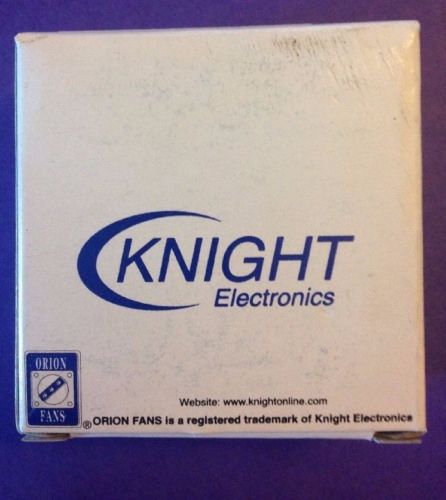 KNIGHT
Electronics
ORION
FANS
Website: www.knightonline.com
® ORION FANS is a registered trademark of Knight Electronics